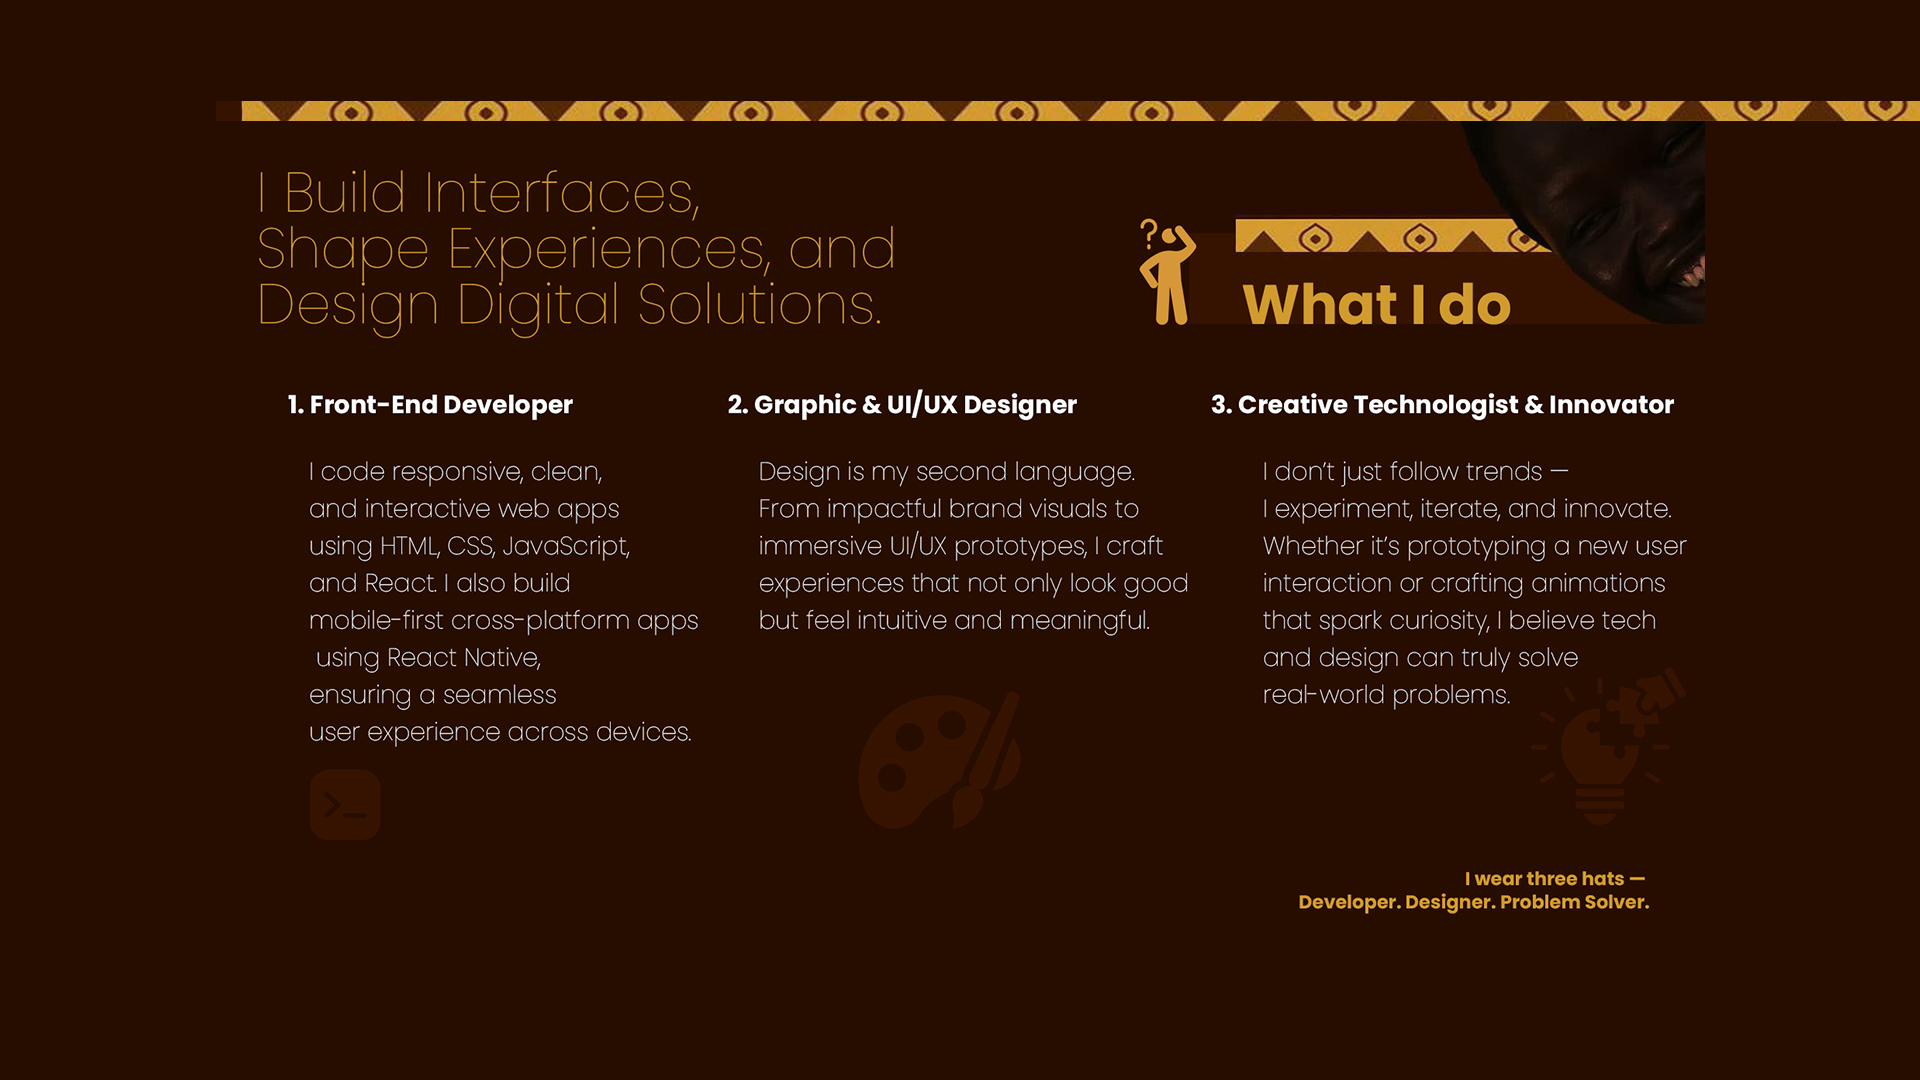 I Build Interfaces,
Shape Experiences, and
Design Digital Solutions.
?
What I do
1. Front-End Developer
I code responsive, clean,
and interactive web apps
using HTML, CSS, JavaScript,
and React. I also build
mobile-first cross-platform apps
using React Native,
ensuring a seamless
user experience across devices.
2. Graphic & UI/UX Designer
Design is my second language.
From impactful brand visuals to
immersive UI/UX prototypes, I craft
experiences that not only look good
but feel intuitive and meaningful.
3. Creative Technologist & Innovator
I don’t just follow trends —
I experiment, iterate, and innovate.
Whether it’s prototyping a new user
interaction or crafting animations
that spark curiosity, I believe tech
and design can truly solve
real-world problems.
I wear three hats —
Developer. Designer. Problem Solver.